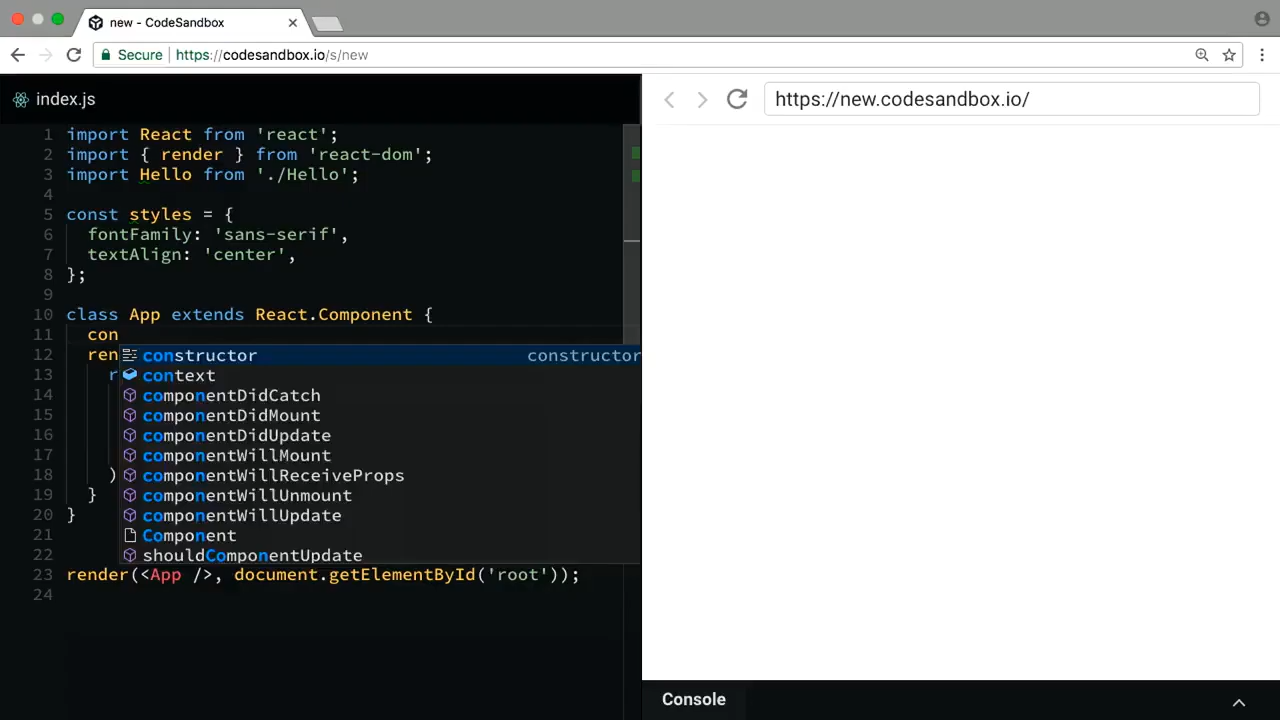 new - CodeSandbox
Secure https://codesandbox.io/s/new
index.js
https://new.codesandbox.io/
1 import React from 'react';
2 import { render } from 'react-dom';
3 import Hello from './Hello';
4
5 const styles = {
6 fontFamily: 'sans-serif',
7 textAlign: 'center',
8 };
9
10 class App extends React.Component {
11 con
12 ren
constructor constructor
13 r
context
14
componentDidCatch
15
componentDidMount
16
componentDidUpdate
17
componentWillMount
18 )
componentWillReceiveProps
19 }
componentWillUnmount
20 }
componentWillUpdate
21
Component
22
shouldComponentUpdate
23 render(<App />, document.getElementById('root'));
24
Console